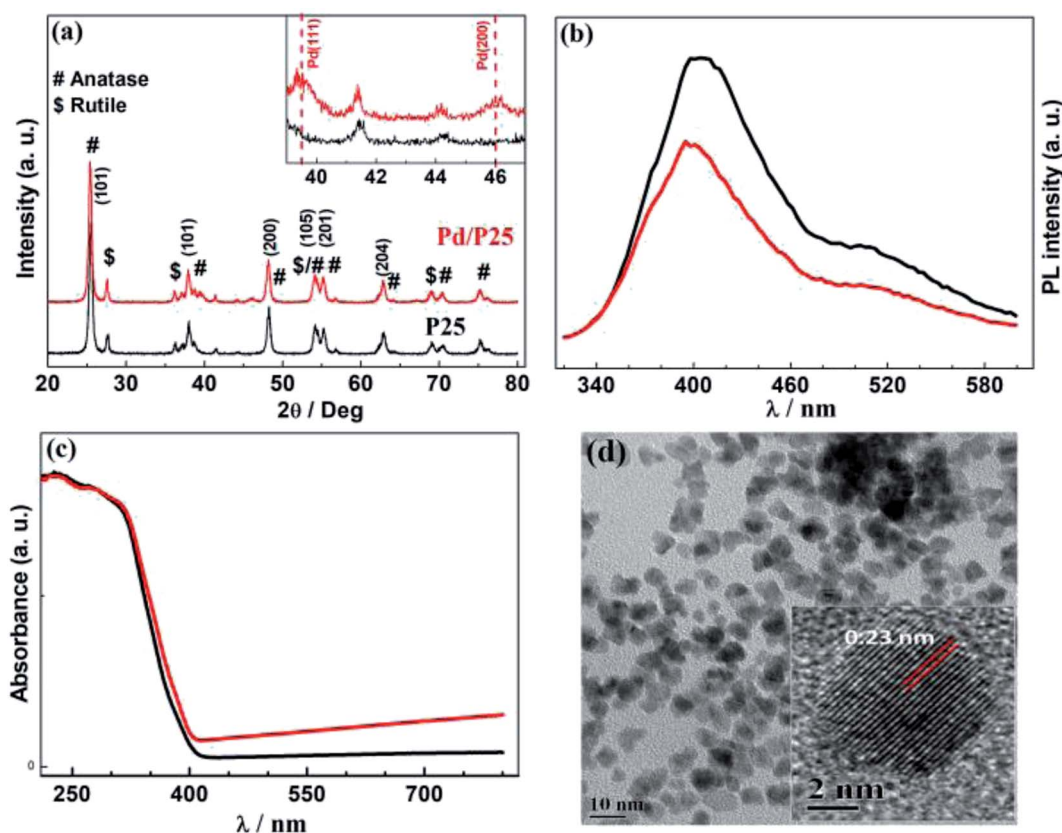 (a)
Pd(111)
Pd(200)
# Anatase
$ Rutile
40 42 44 46
#
(101)
$
$
(101)
#
(200)
#
(105)
$/#
(201)
#
(204)
#
$ #
#
Pd/P25
P25
Intensity (a. u.)
20 30 40 50 60 70 80
2θ / Deg
(b)
PL intensity (a. u.)
340 400 460 520 580
λ / nm
(c)
Absorbance (a. u.)
0
250 400 550 700
λ / nm
(d)
0.23 nm
2 nm
10 nm